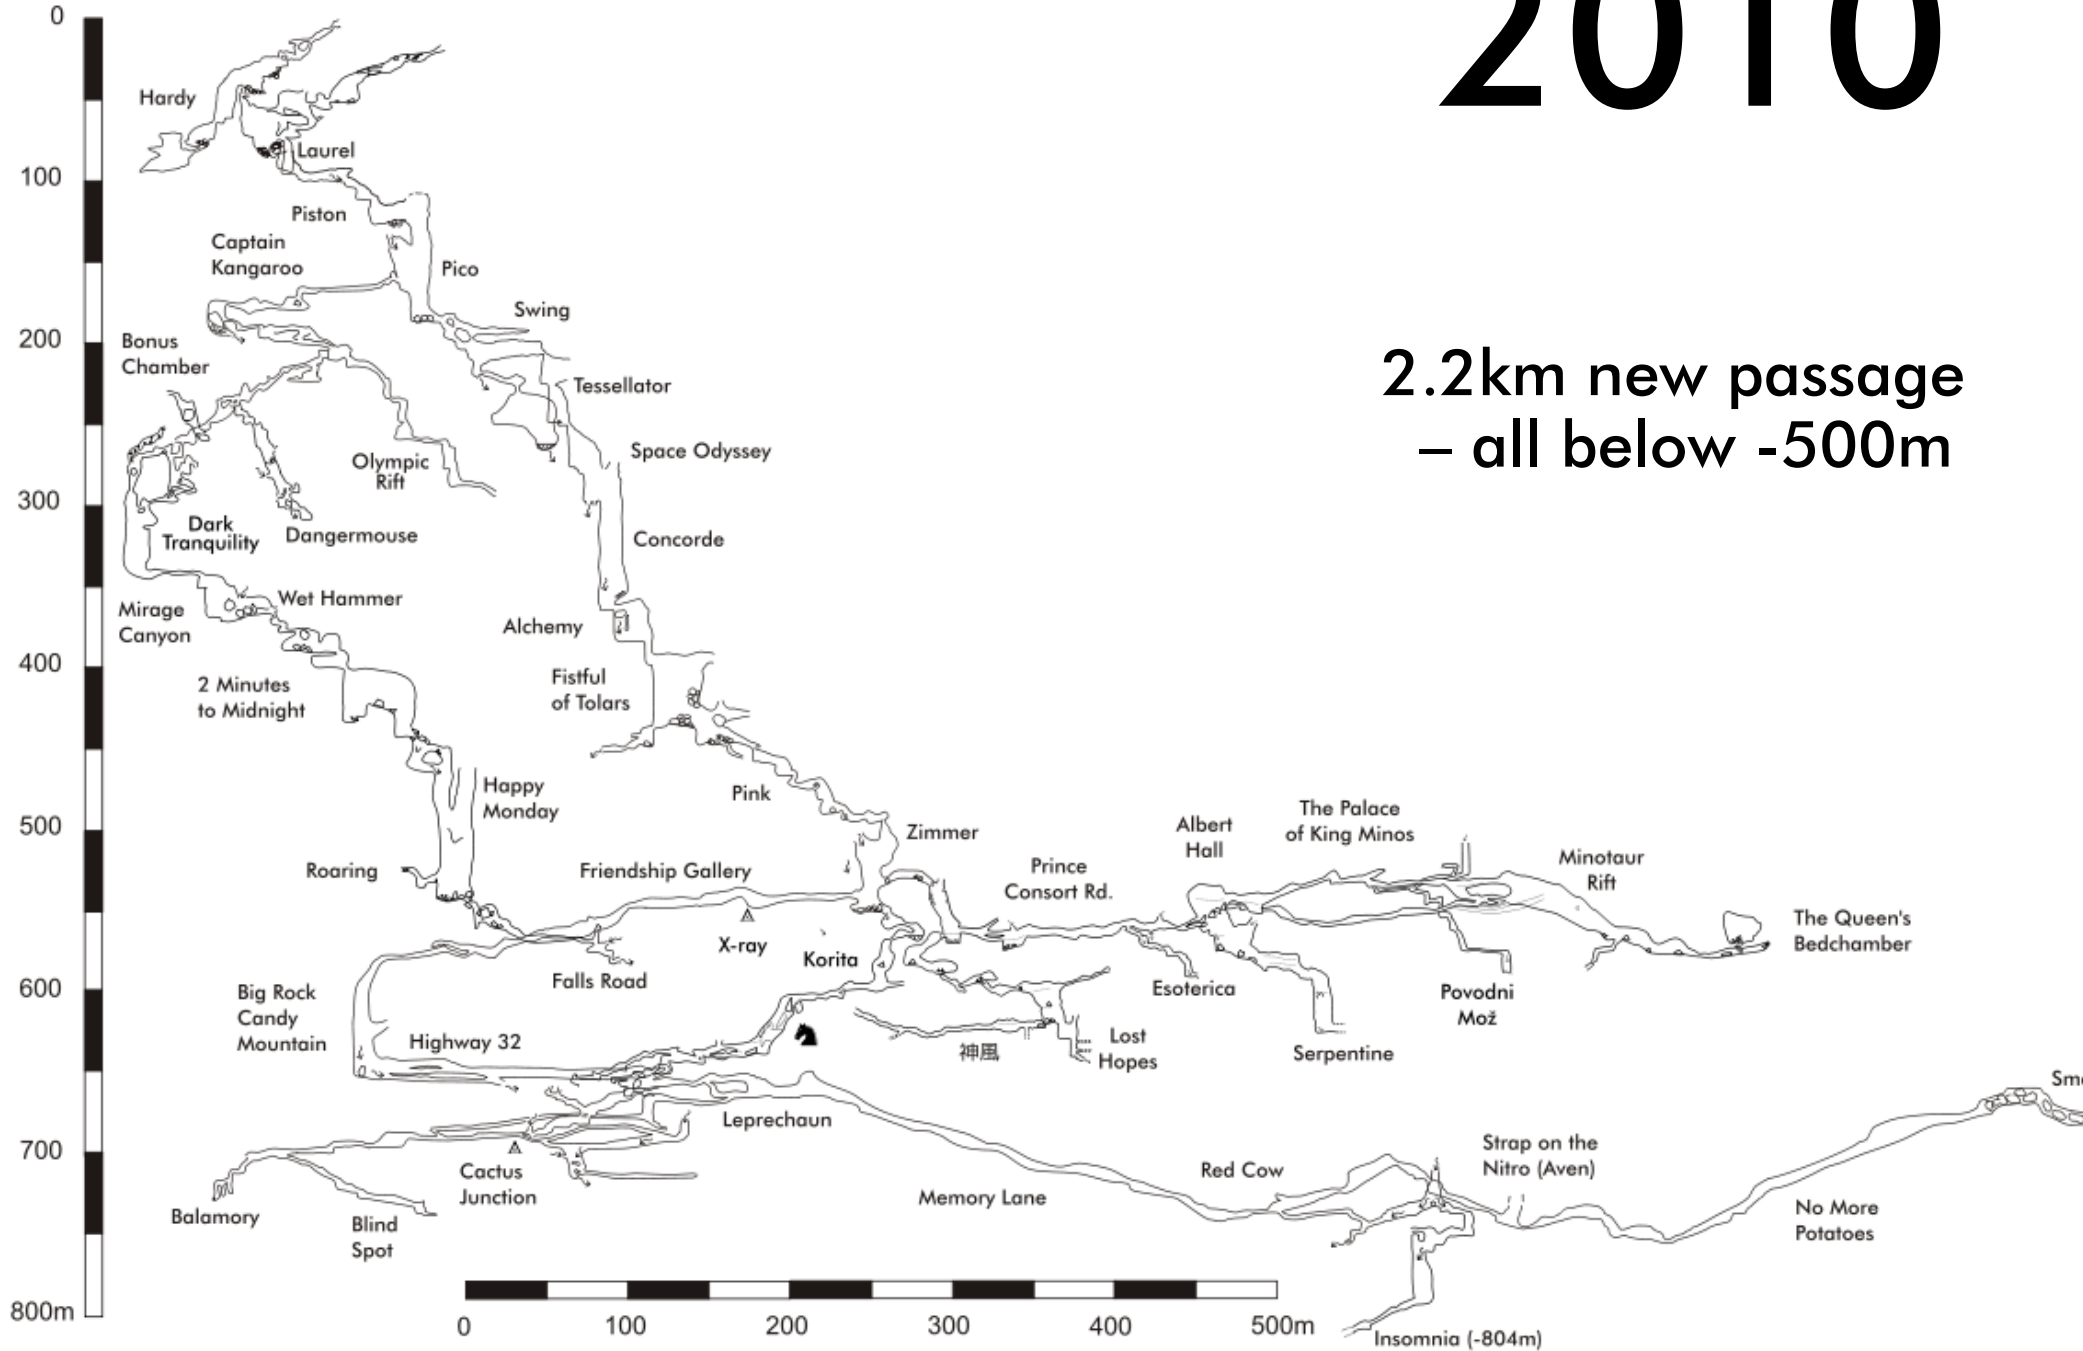 2010
2.2km new passage
– all below -500m
0
100
200
300
400
500
600
700
800m
Hardy
Laurel
Piston
Captain
Kangaroo
Pico
Swing
Bonus
Chamber
Tessellator
Space Odyssey
Olympic
Rift
Dark
Tranquility
Dangermouse
Concorde
Mirage
Canyon
Wet Hammer
Alchemy
2 Minutes
to Midnight
Fistful
of Tolars
Happy
Monday
Pink
Zimmer
Roaring
Friendship Gallery
Prince
Consort Rd.
Albert
Hall
The Palace
of King Minos
Minotaur
Rift
The Queen's
Bedchamber
X-ray
Korita
Falls Road
Esoterica
Povodni
Mož
Big Rock
Candy
Mountain
Highway 32
神風
Lost
Hopes
Serpentine
Leprechaun
Cactus
Junction
Balamory
Blind
Spot
Memory Lane
Red Cow
Strap on the
Nitro (Aven)
No More
Potatoes
Insomnia (-804m)
0
100
200
300
400
500m